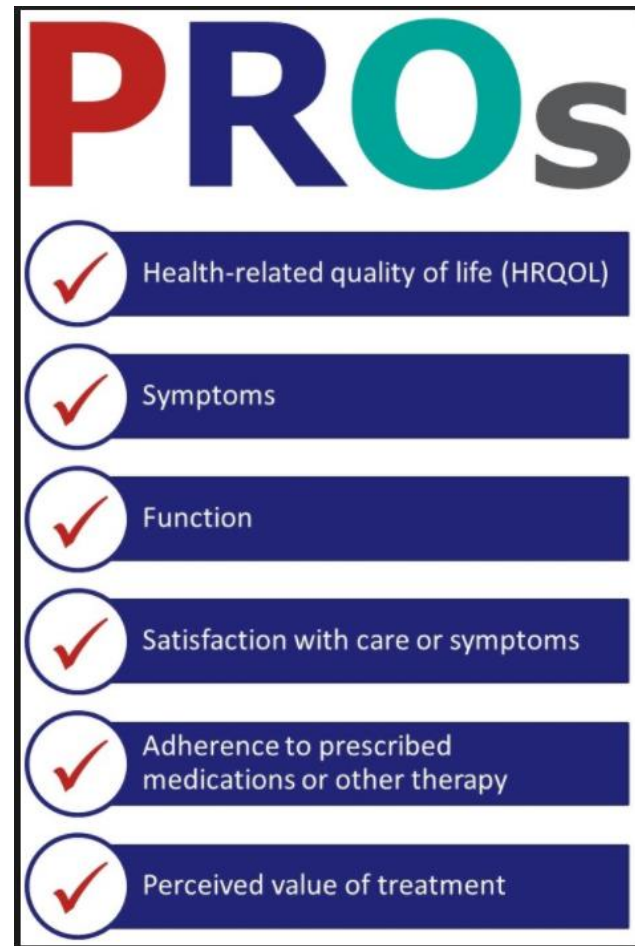 PROs
Health-related quality of life (HRQOL)
Symptoms
Function
Satisfaction with care or symptoms
Adherence to prescribed
medications or other therapy
Perceived value of treatment